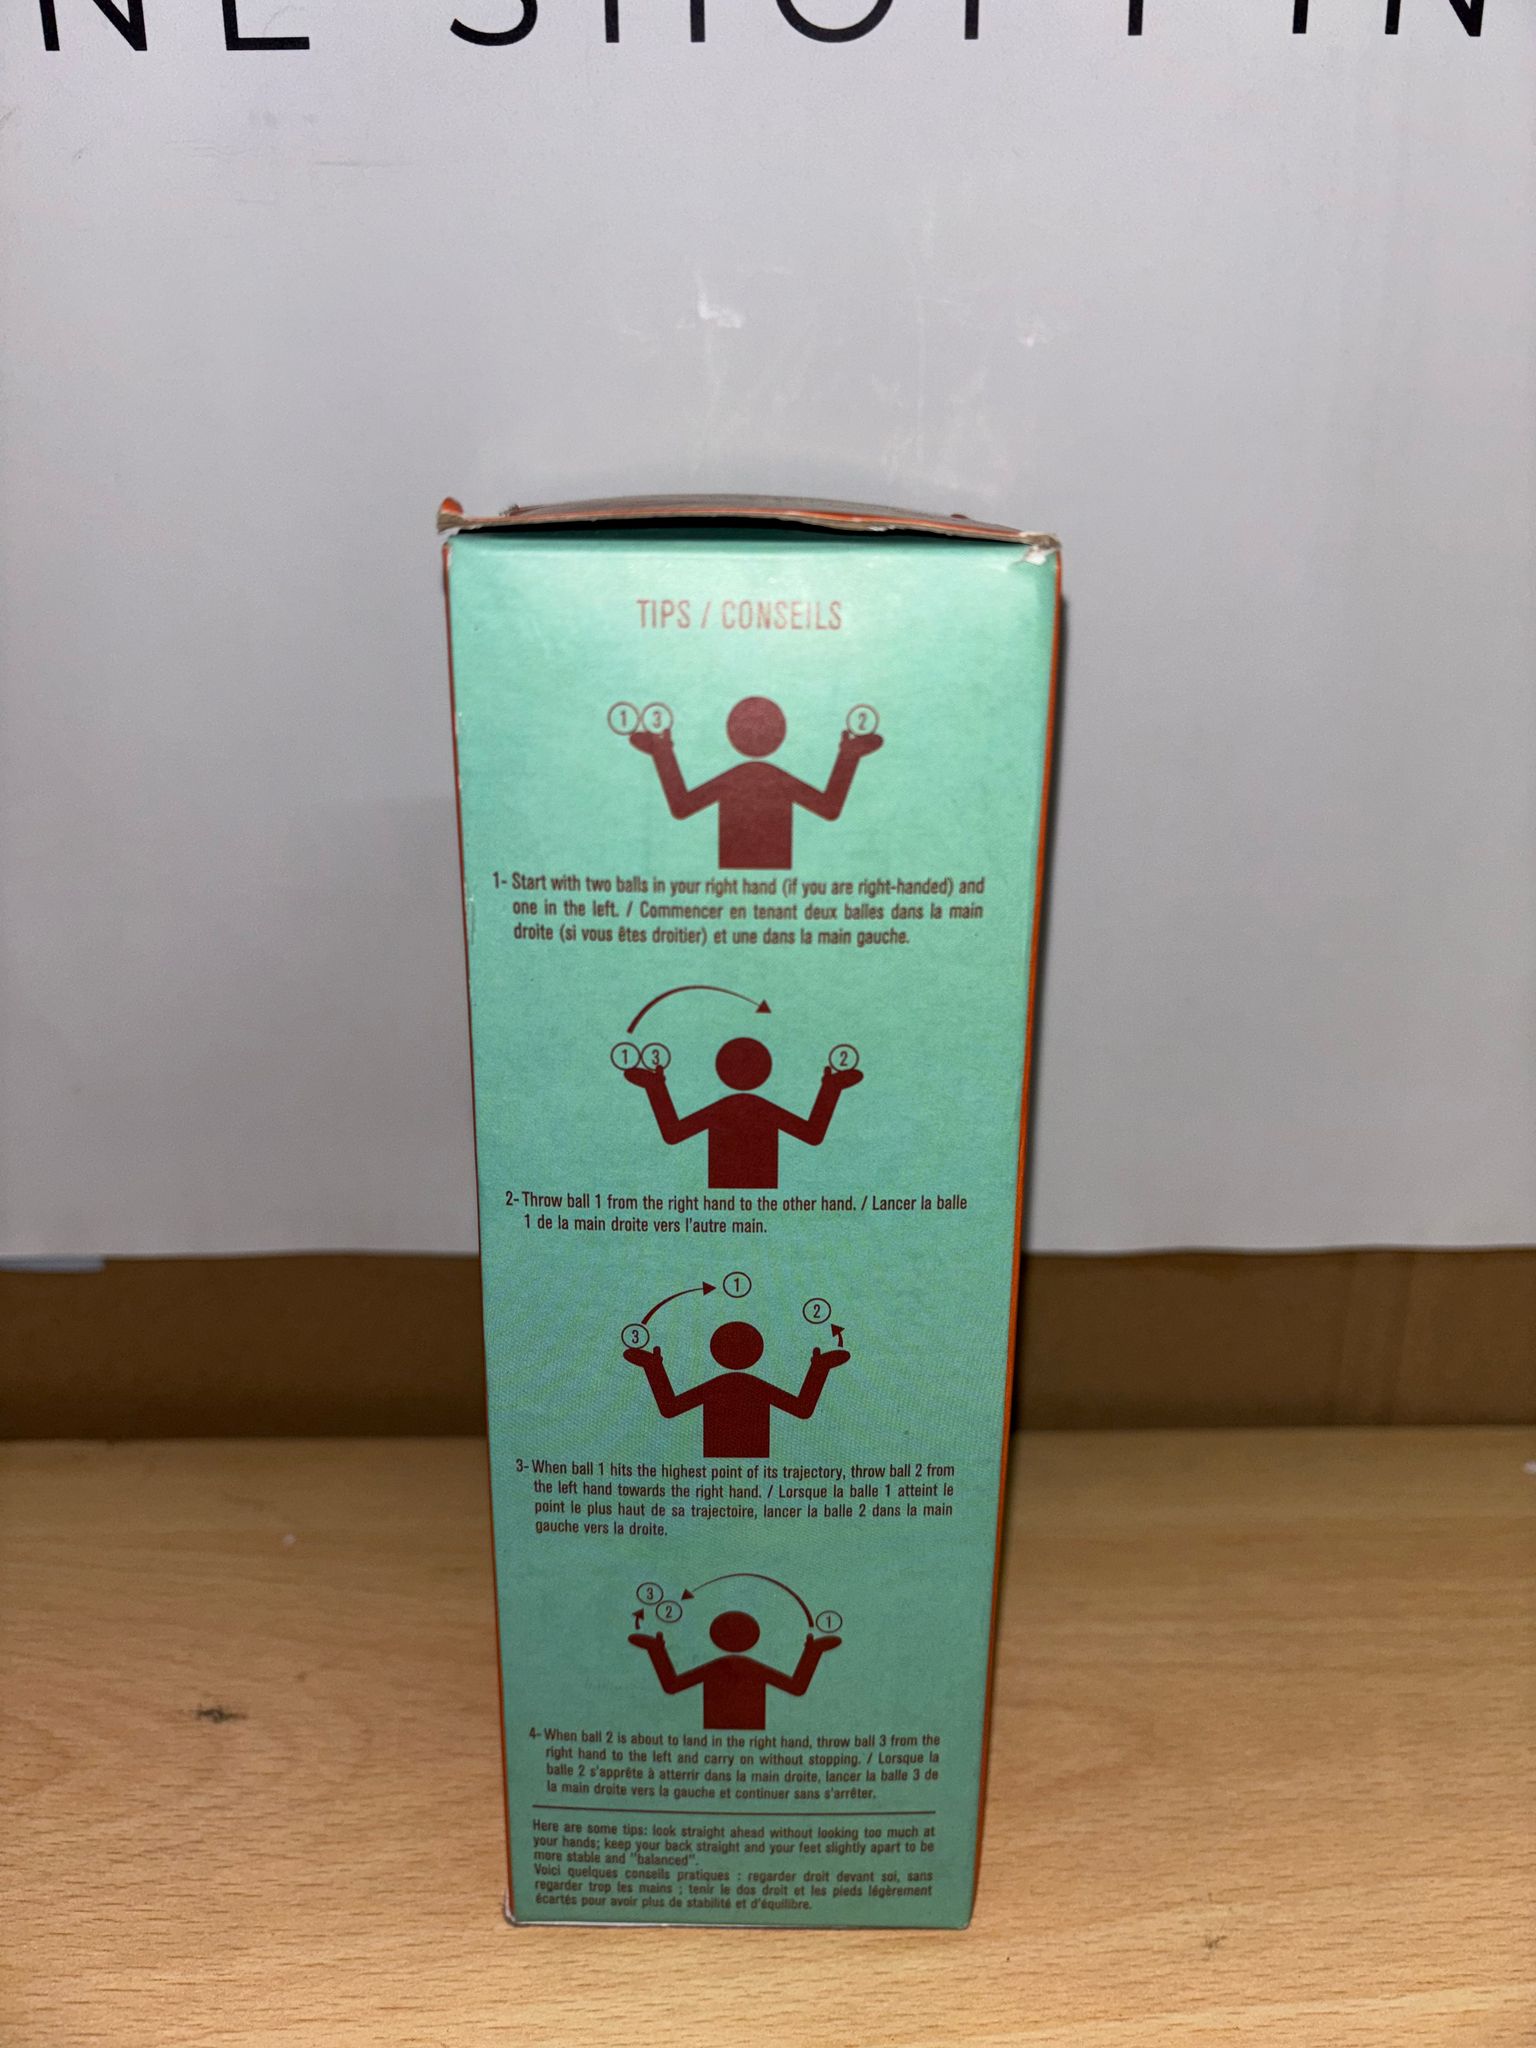 NE SHOPPIN
TIPS / CONSEILS
1 3 2
1- Start with two balls in your right hand (if you are right-handed) and
one in the left. / Commencer en tenant deux balles dans la main
droite (si vous êtes droitier) et une dans la main gauche.
1 3 2
2- Throw ball 1 from the right hand to the other hand. / Lancer la balle
1 de la main droite vers l'autre main.
1
2
3
3- When ball 1 hits the highest point of its trajectory, throw ball 2 from
the left hand towards the right hand. / Lorsque la balle 1 atteint le
point le plus haut de sa trajectoire, lancer la balle 2 dans la main
gauche vers la droite.
3
2 1
4- When ball 2 is about to land in the right hand, throw ball 3 from the
right hand to the left and carry on without stopping. / Lorsque la
balle 2 s'apprête à atterrir dans la main droite, lancer la balle 3 de
la main droite vers la gauche et continuer sans s'arrêter.
Here are some tips: look straight ahead without looking too much at
your hands; keep your back straight and your feet slightly apart to be
more stable and "balanced".
Voici quelques conseils pratiques : regarder droit devant soi, sans
regarder trop les mains ; tenir le dos droit et les pieds légèrement
écartés pour avoir plus de stabilité et d'équilibre.